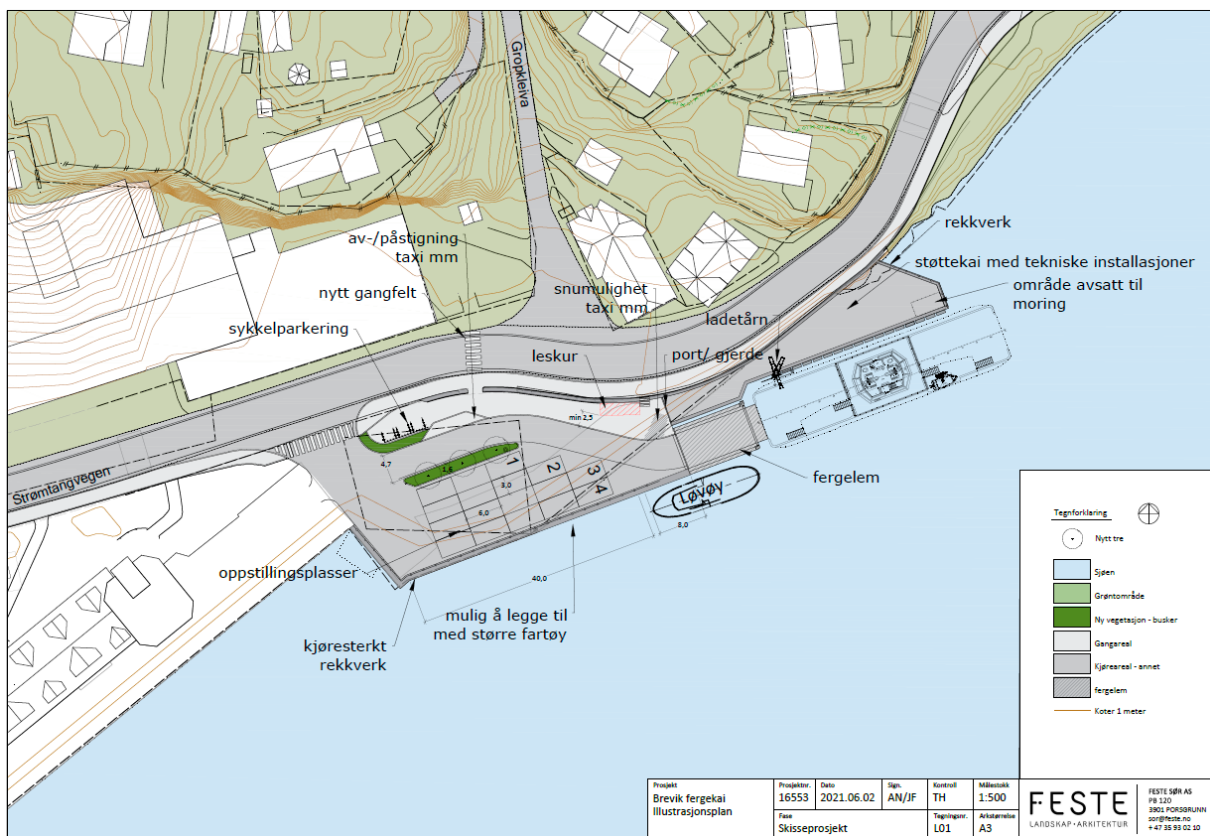 Gropkleiva
av-/påstigning
taxi mm
nytt gangfelt
sykkelparkering
snumulighet
taxi mm
leskur
port/ gjerde
ladetårn
rekkverk
støttekai med tekniske installasjoner
område avsatt til
moring
min 2,5
Strømtangvegen
4,7
1,8
1
2
3
4
3,0
6,0
Løvøy
8,0
fergelem
oppstillingsplasser
40,0
mulig å legge til
med større fartøy
kjøresterkt
rekkverk
Tegnforklaring
Nytt tre
Sjøen
Grøntområde
Ny vegetasjon - busker
Gangareal
Kjøreareal - annet
fergelem
Koter 1 meter
Prosjekt
Brevik fergekai
Illustrasjonsplan
Prosjektnr.
16553
Dato
2021.06.02
Sign.
AN/JF
Kontroll
TH
Målestokk
1:500
Fase
Skisseprosjekt
Tegningsnr.
L01
Arkstørrelse
A3
FESTE
LANDSKAP•ARKITEKTUR
FESTE SØR AS
PB 120
3901 PORSGRUNN
sor@feste.no
+ 47 35 93 02 10